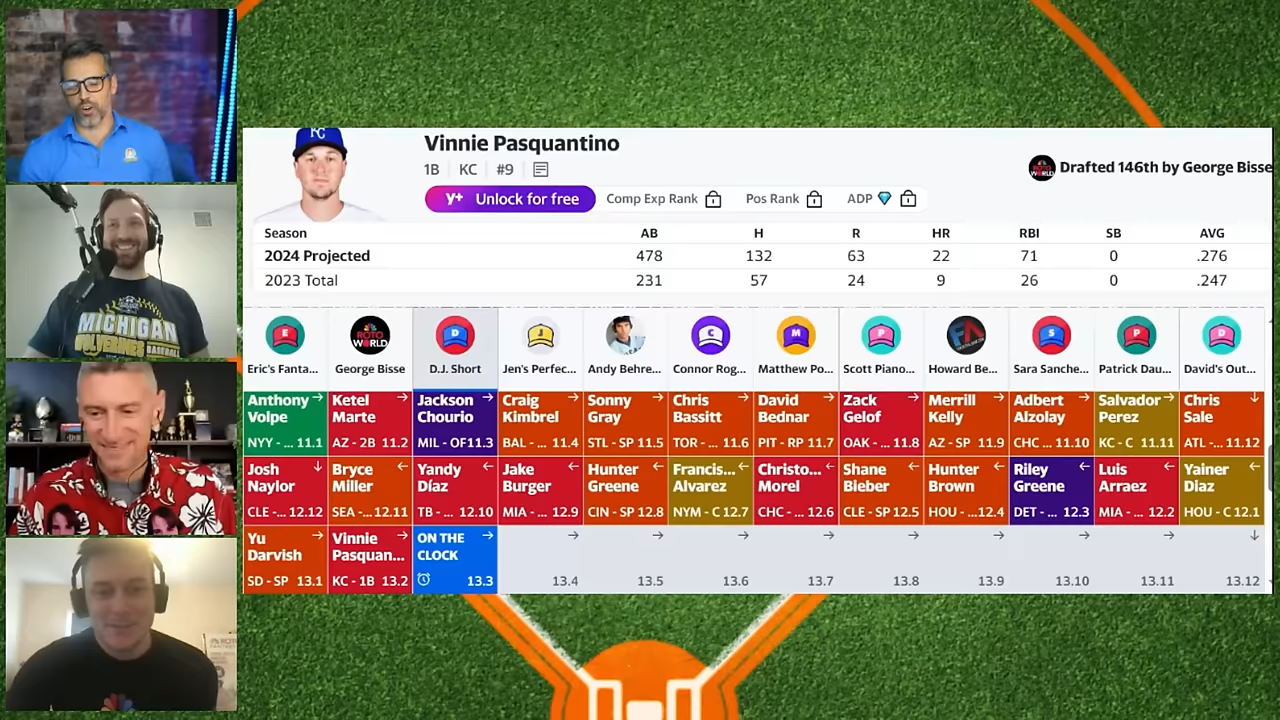 KC
Vinnie Pasquantino
1B KC #9
ROTO WORLD Drafted 146th by George Bisse
y+ Unlock for free Comp Exp Rank Pos Rank ADP
Season AB H R HR RBI SB AVG
2024 Projected 478 132 63 22 71 0 .276
2023 Total 231 57 24 9 26 0 .247
E ROTO WORLD D J C M P FA S P D
Eric's Fanta... George Bisse D.J. Short Jen's Perfec... Andy Behre... Connor Rog... Matthew Po... Scott Piano... Howard Be... Sara Sanche... Patrick Dau... David's Out...
Anthony Ketel Jackson Craig Sonny Chris David Zack Merrill Adbert Salvador Chris
Volpe Marte Chourio Kimbrel Gray Bassitt Bednar Gelof Kelly Alzolay Perez Sale
NYY - ... 11.1 AZ - 2B 11.2 MIL - OF 11.3 BAL - ... 11.4 STL - SP 11.5 TOR - ... 11.6 PIT - RP 11.7 OAK - ... 11.8 AZ - SP 11.9 CHC ... 11.10 KC - C 11.11 ATL -... 11.12
Josh Bryce Yandy Jake Hunter Francis... Christo... Shane Hunter Riley Luis Yainer
Naylor Miller Díaz Burger Greene Alvarez Morel Bieber Brown Greene Arraez Diaz
CLE -... 12.12 SEA -... 12.11 TB - ... 12.10 MIA - ... 12.9 CIN - SP 12.8 NYM - C 12.7 CHC - ... 12.6 CLE - SP 12.5 HOU - ...12.4 DET - ... 12.3 MIA - ... 12.2 HOU - C 12.1
Yu Vinnie ON THE
Darvish Pasquan... CLOCK
SD - SP 13.1 KC - 1B 13.2 13.3 13.4 13.5 13.6 13.7 13.8 13.9 13.10 13.11 13.12
MICHIGAN
WOLVERINES
BASEBALL